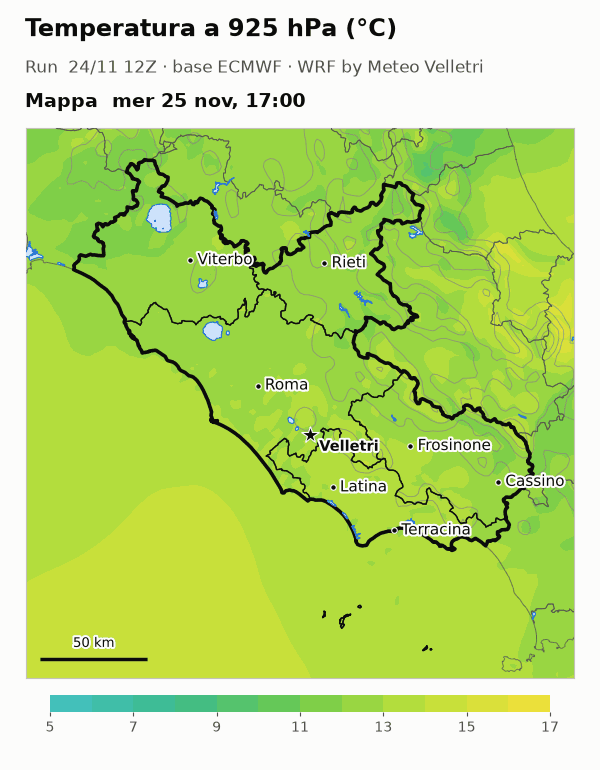 Temperatura a 925 hPa (°C)
Run  24/11 12Z · base ECMWF · WRF by Meteo Velletri
Mappa  mer 25 nov, 17:00
Viterbo
Rieti
Roma
Velletri
Frosinone
Cassino
Latina
Terracina
50 km
5 7 9 11 13 15 17